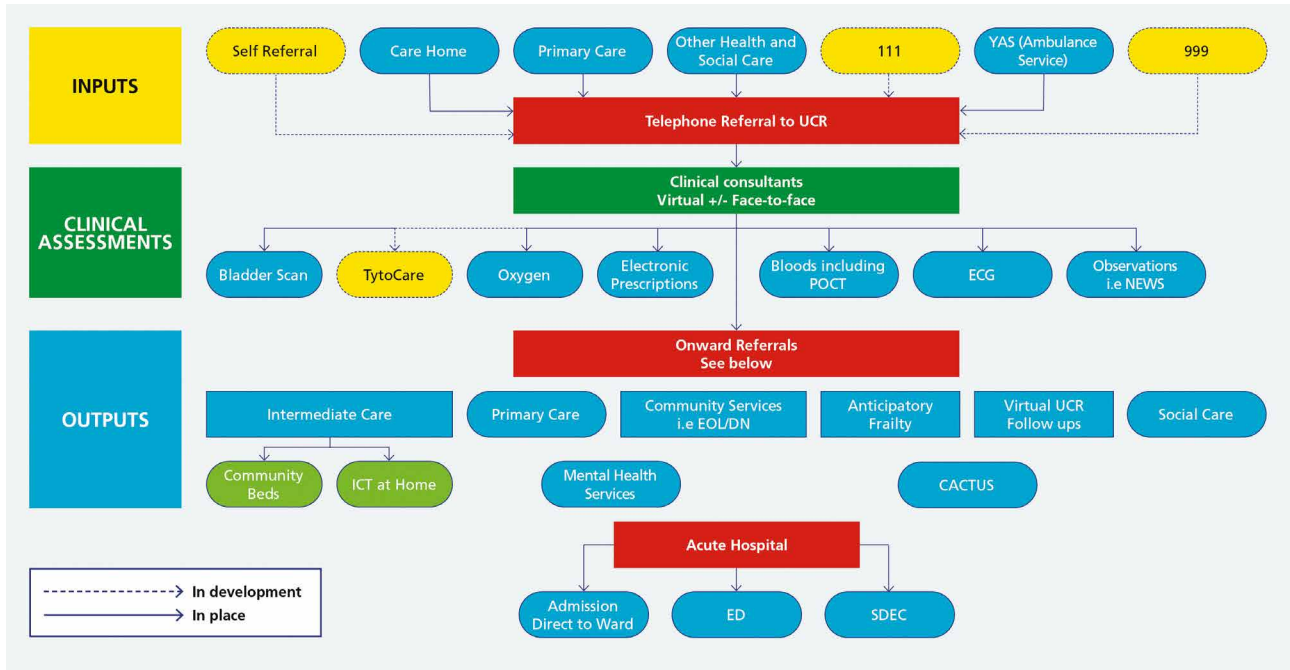 INPUTS
Self Referral
Care Home
Primary Care
Other Health and
Social Care
111
YAS (Ambulance
Service)
999
Telephone Referral to UCR
CLINICAL
ASSESSMENTS
Clinical consultants
Virtual +/- Face-to-face
Bladder Scan
TytoCare
Oxygen
Electronic
Prescriptions
Bloods including
POCT
ECG
Observations
i.e NEWS
OUTPUTS
Onward Referrals
See below
Intermediate Care
Primary Care
Community Services
i.e EOL/DN
Anticipatory
Frailty
Virtual UCR
Follow ups
Social Care
Community
Beds
ICT at Home
Mental Health
Services
CACTUS
Acute Hospital
Admission
Direct to Ward
ED
SDEC
In development
In place